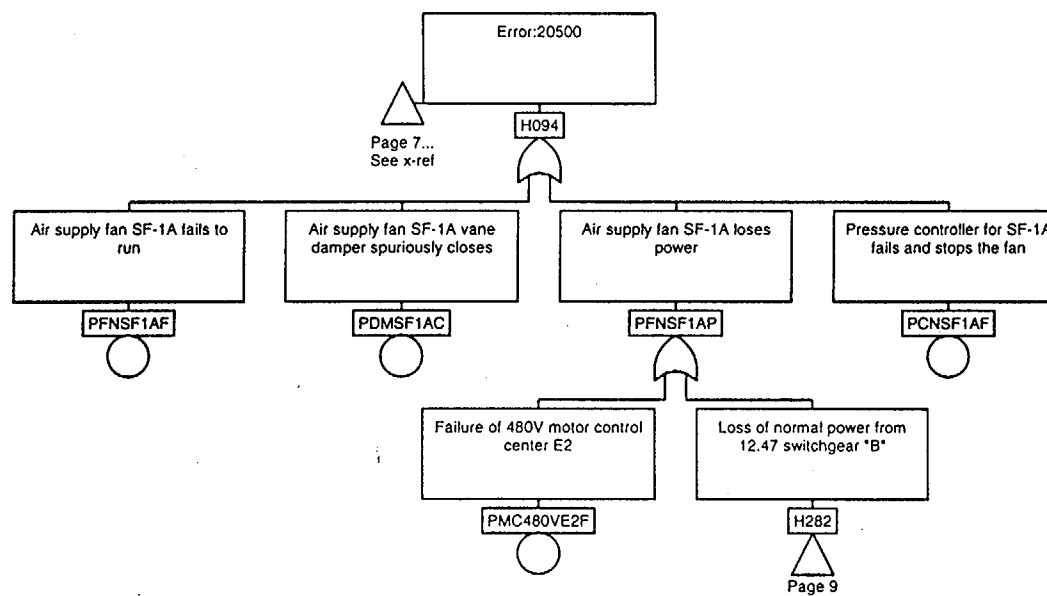 Error:20500
Page 7...
See x-ref
H094
Air supply fan SF-1A fails to
run
Air supply fan SF-1A vane
damper spuriously closes
Air supply fan SF-1A loses
power
Pressure controller for SF-1A
fails and stops the fan
PFNSF1AF
PDMSF1AC
PFNSF1AP
PCNSF1AF
Failure of 480V motor control
center E2
Loss of normal power from
12.47 switchgear "B"
PMC480VE2F
H282
Page 9